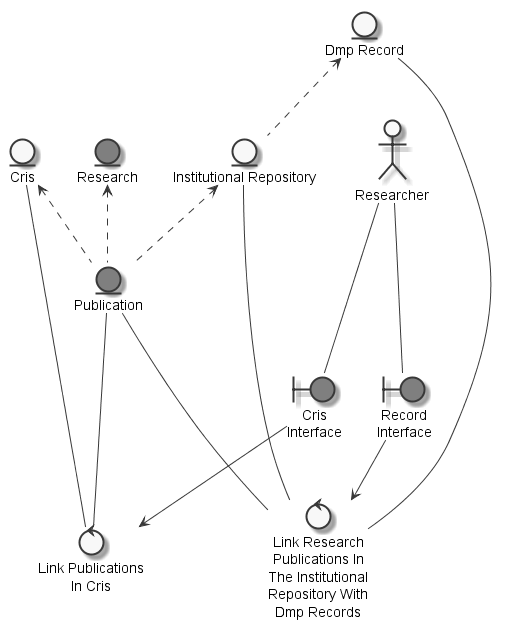 Dmp Record
Cris
Research
Institutional Repository
Researcher
Publication
Cris
Interface
Record
Interface
Link Publications
In Cris
Link Research
Publications In
The Institutional
Repository With
Dmp Records